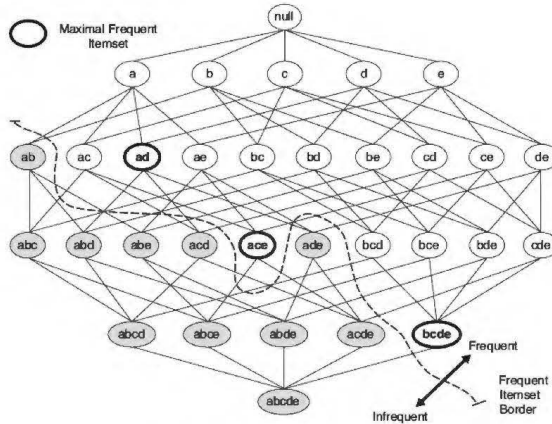 null
Maximal Frequent
Itemset
a b c d e
ab ac ad ae bc bd be cd ce de
abc abd abe acd ace ade bcd bce bde cde
abcd abce abde acde bcde
Frequent
abcde
Infrequent
Frequent
Itemset
Border